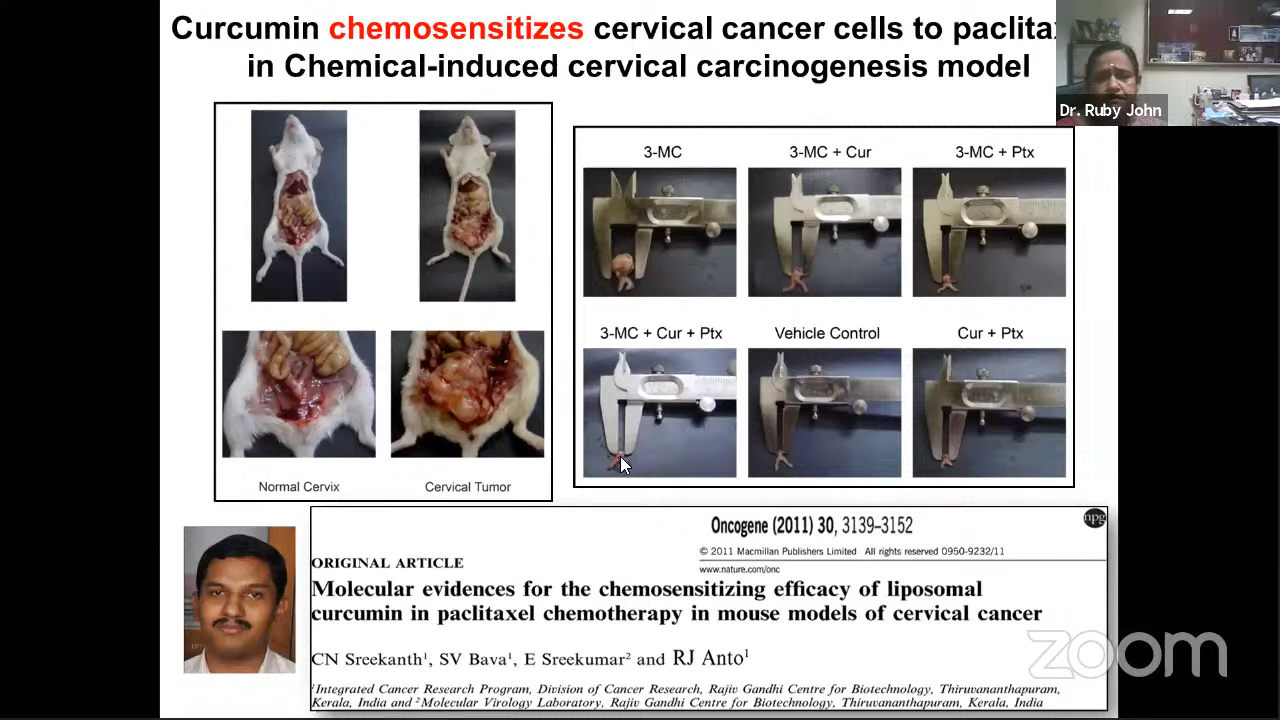 Curcumin chemosensitizes cervical cancer cells to paclitax
in Chemical-induced cervical carcinogenesis model
Dr. Ruby John
3-MC
3-MC + Cur
3-MC + Ptx
3-MC + Cur + Ptx
Vehicle Control
Cur + Ptx
Normal Cervix
Cervical Tumor
Oncogene (2011) 30, 3139–3152
npg
© 2011 Macmillan Publishers Limited All rights reserved 0950-9232/11
www.nature.com/onc
ORIGINAL ARTICLE
Molecular evidences for the chemosensitizing efficacy of liposomal
curcumin in paclitaxel chemotherapy in mouse models of cervical cancer
CN Sreekanth¹, SV Bava¹, E Sreekumar² and RJ Anto¹
¹Integrated Cancer Research Program, Division of Cancer Research, Rajiv Gandhi Centre for Biotechnology, Thiruvananthapuram,
Kerala, India and ²Molecular Virology Laboratory, Rajiv Gandhi Centre for Biotechnology, Thiruvananthapuram, Kerala, India
zoom